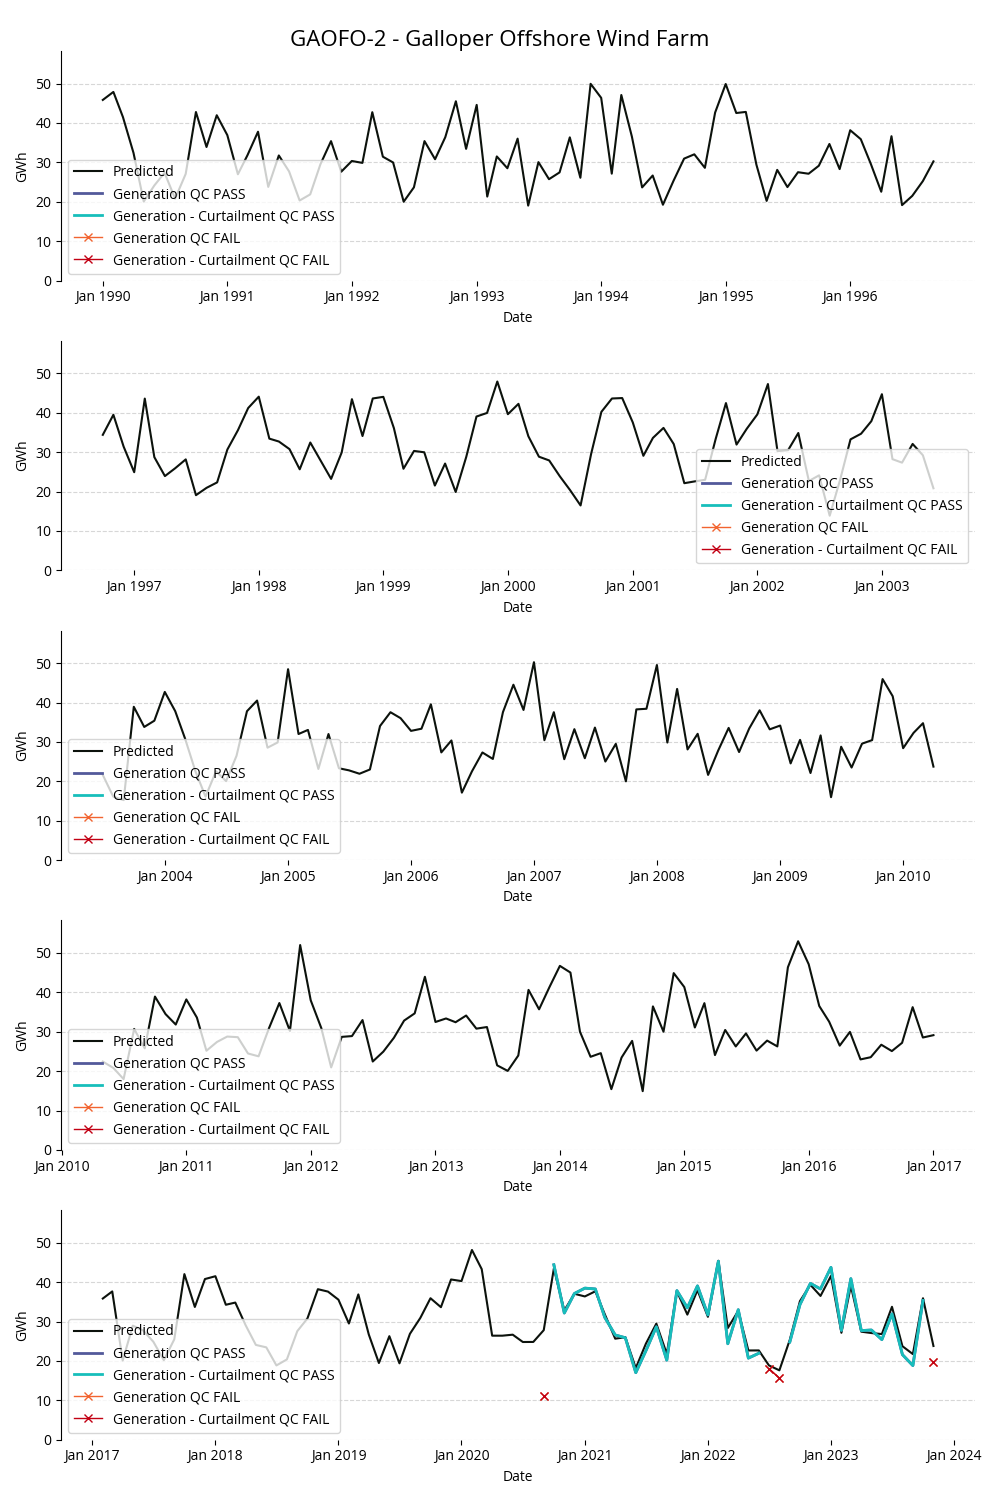 GAOFO-2 - Galloper Offshore Wind Farm
50
40
30
20
10
0
GWh
Predicted
Generation QC PASS
Generation - Curtailment QC PASS
Generation QC FAIL
Generation - Curtailment QC FAIL
Jan 1990 Jan 1991 Jan 1992 Jan 1993 Jan 1994 Jan 1995 Jan 1996
Date
50
40
30
20
10
0
GWh
Predicted
Generation QC PASS
Generation - Curtailment QC PASS
Generation QC FAIL
Generation - Curtailment QC FAIL
Jan 1997 Jan 1998 Jan 1999 Jan 2000 Jan 2001 Jan 2002 Jan 2003
Date
50
40
30
20
10
0
GWh
Predicted
Generation QC PASS
Generation - Curtailment QC PASS
Generation QC FAIL
Generation - Curtailment QC FAIL
Jan 2004 Jan 2005 Jan 2006 Jan 2007 Jan 2008 Jan 2009 Jan 2010
Date
50
40
30
20
10
0
GWh
Predicted
Generation QC PASS
Generation - Curtailment QC PASS
Generation QC FAIL
Generation - Curtailment QC FAIL
Jan 2010 Jan 2011 Jan 2012 Jan 2013 Jan 2014 Jan 2015 Jan 2016 Jan 2017
Date
50
40
30
20
10
0
GWh
Predicted
Generation QC PASS
Generation - Curtailment QC PASS
Generation QC FAIL
Generation - Curtailment QC FAIL
Jan 2017 Jan 2018 Jan 2019 Jan 2020 Jan 2021 Jan 2022 Jan 2023 Jan 2024
Date